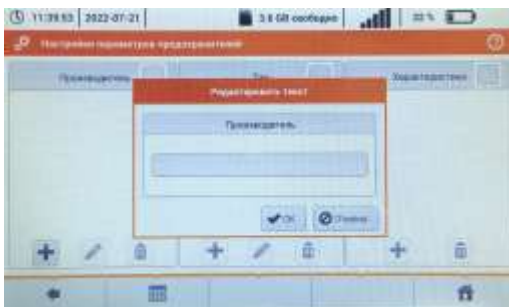 11:39:53 2022-07-21 3.6 GB свободно
Настройки параметров предохранителей
Производитель Тип Характеристика
Редактировать текст
Производитель
OK Отмена